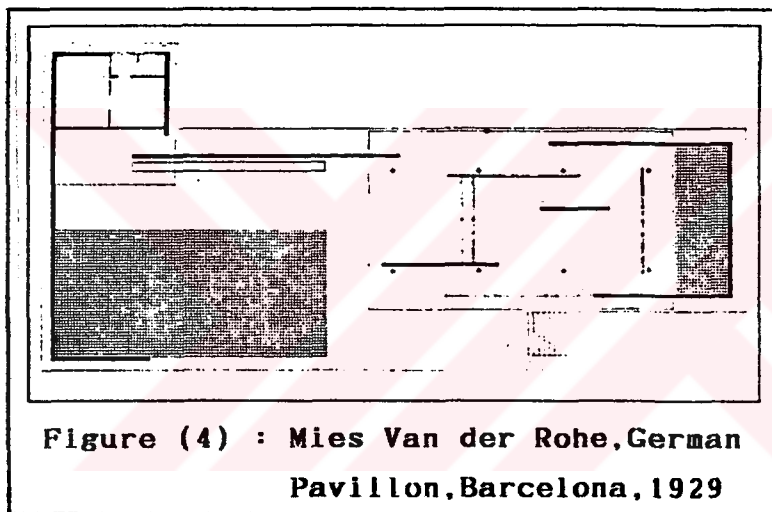 Figure (4) : Mies Van der Rohe,German
Pavillon,Barcelona,1929